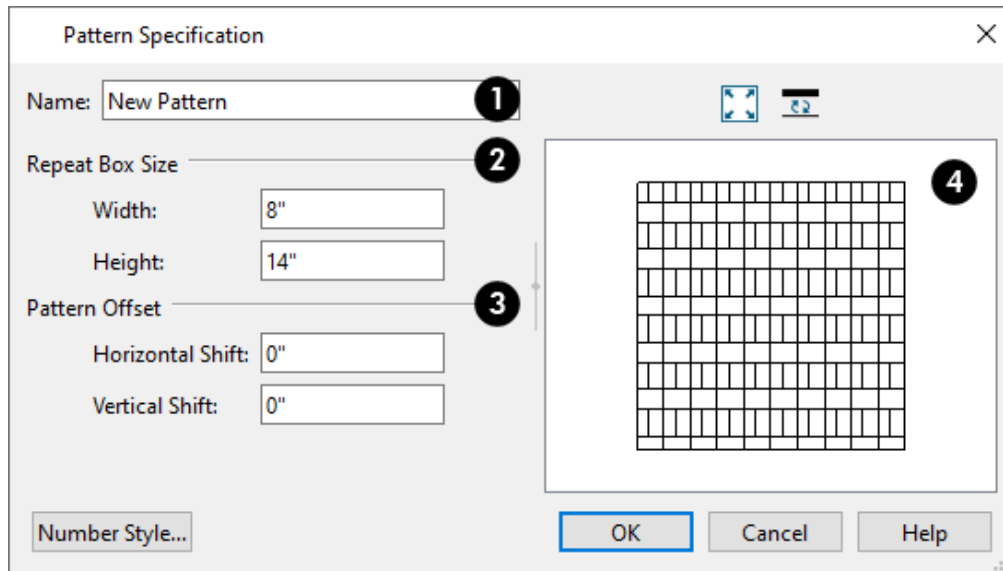 Pattern Specification
Name: New Pattern 1
Repeat Box Size 2
Width: 8"
Height: 14"
Pattern Offset 3
Horizontal Shift: 0"
Vertical Shift: 0"
4
Number Style...
OK Cancel Help